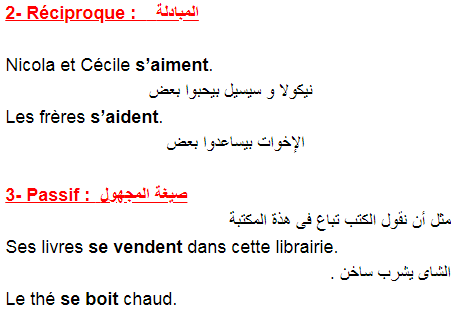 2- Réciproque : المبادلة
Nicola et Cécile s’aiment.
نيكولا و سيسيل بيحبوا بعض
Les frères s’aident.
الإخوات بيساعدوا بعض
3- Passif : صيغة المجهول
مثل أن نقول الكتب تباع فى هذة المكتبة
Ses livres se vendent dans cette librairie.
الشاى يشرب ساخن .
Le thé se boit chaud.